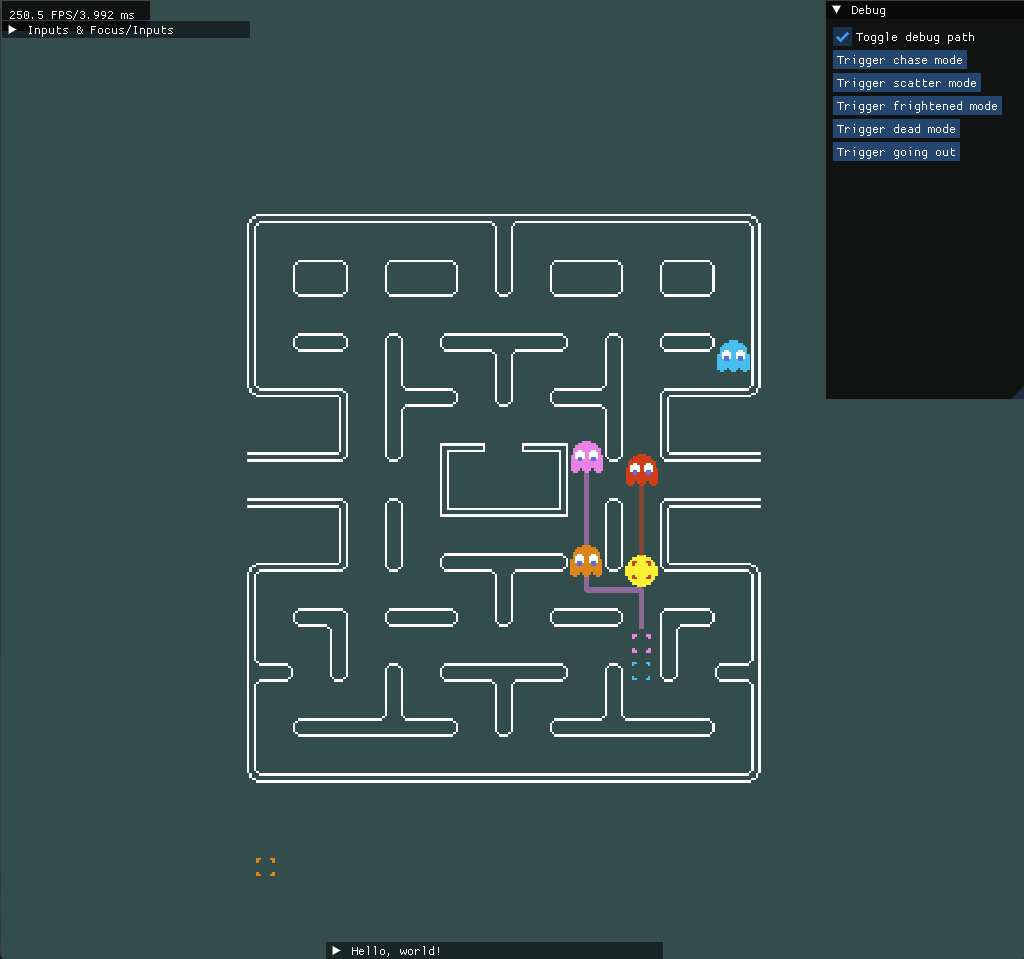 250.5 FPS/3.992 ms
Inputs & Focus/Inputs
Debug
Toggle debug path
Trigger chase mode
Trigger scatter mode
Trigger frightened mode
Trigger dead mode
Trigger going out
Hello, world!